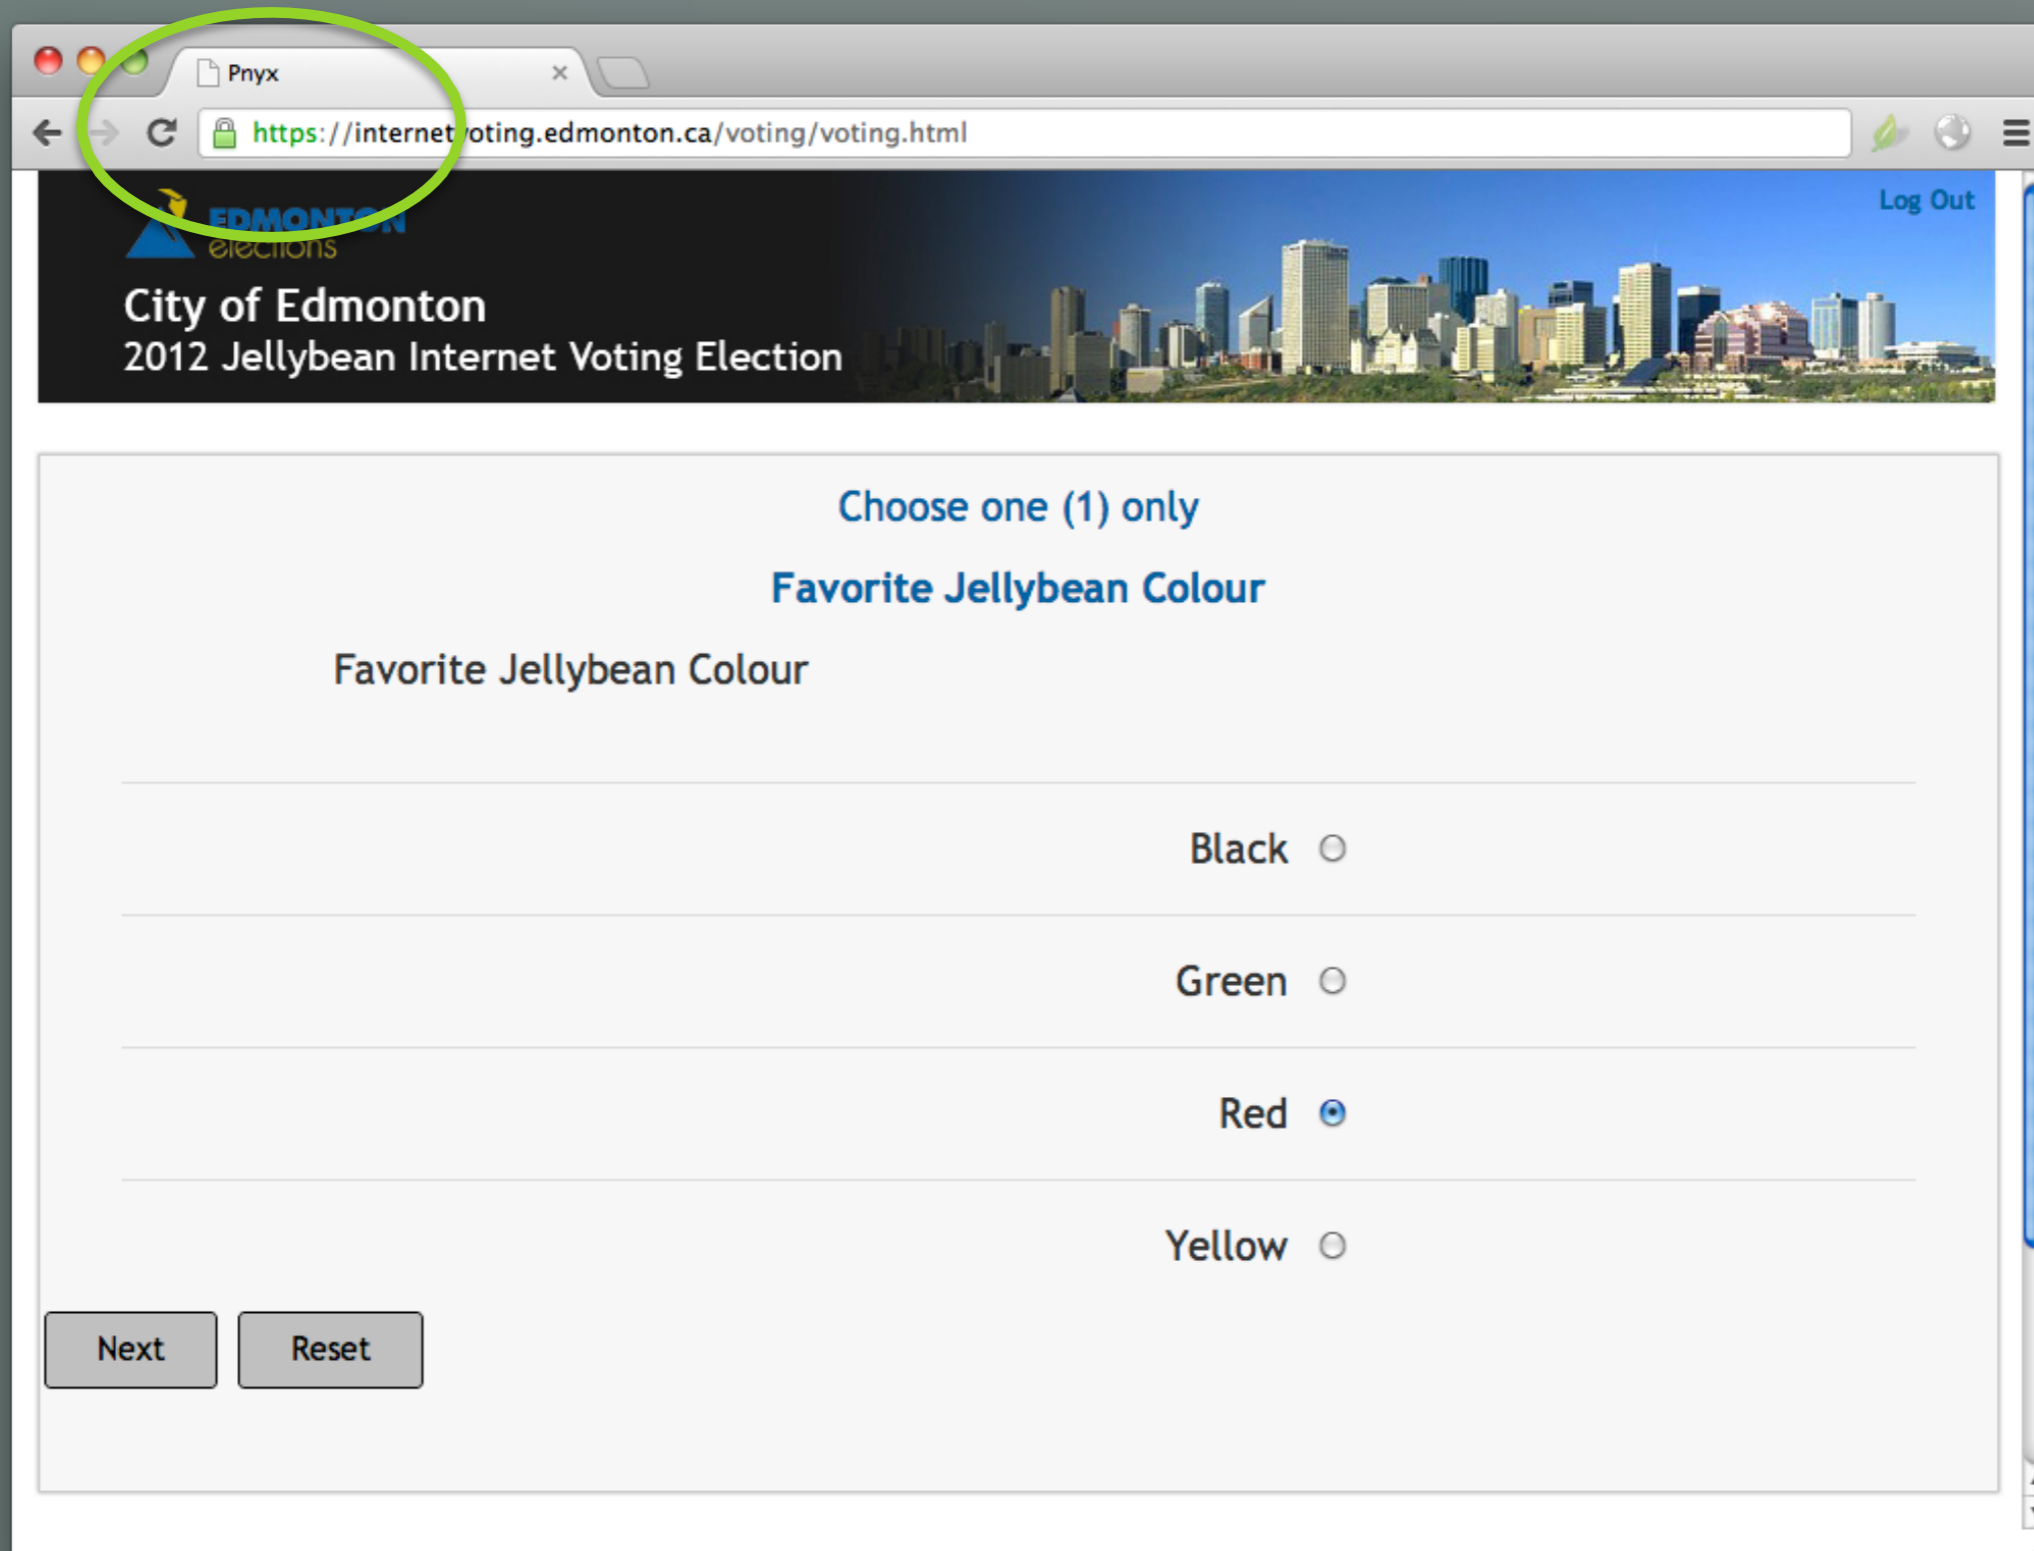 Pnyx
https://internetvoting.edmonton.ca/voting/voting.html
Log Out
EDMONTON
elections
City of Edmonton
2012 Jellybean Internet Voting Election
Choose one (1) only
Favorite Jellybean Colour
Favorite Jellybean Colour
Black
Green
Red
Yellow
Next Reset